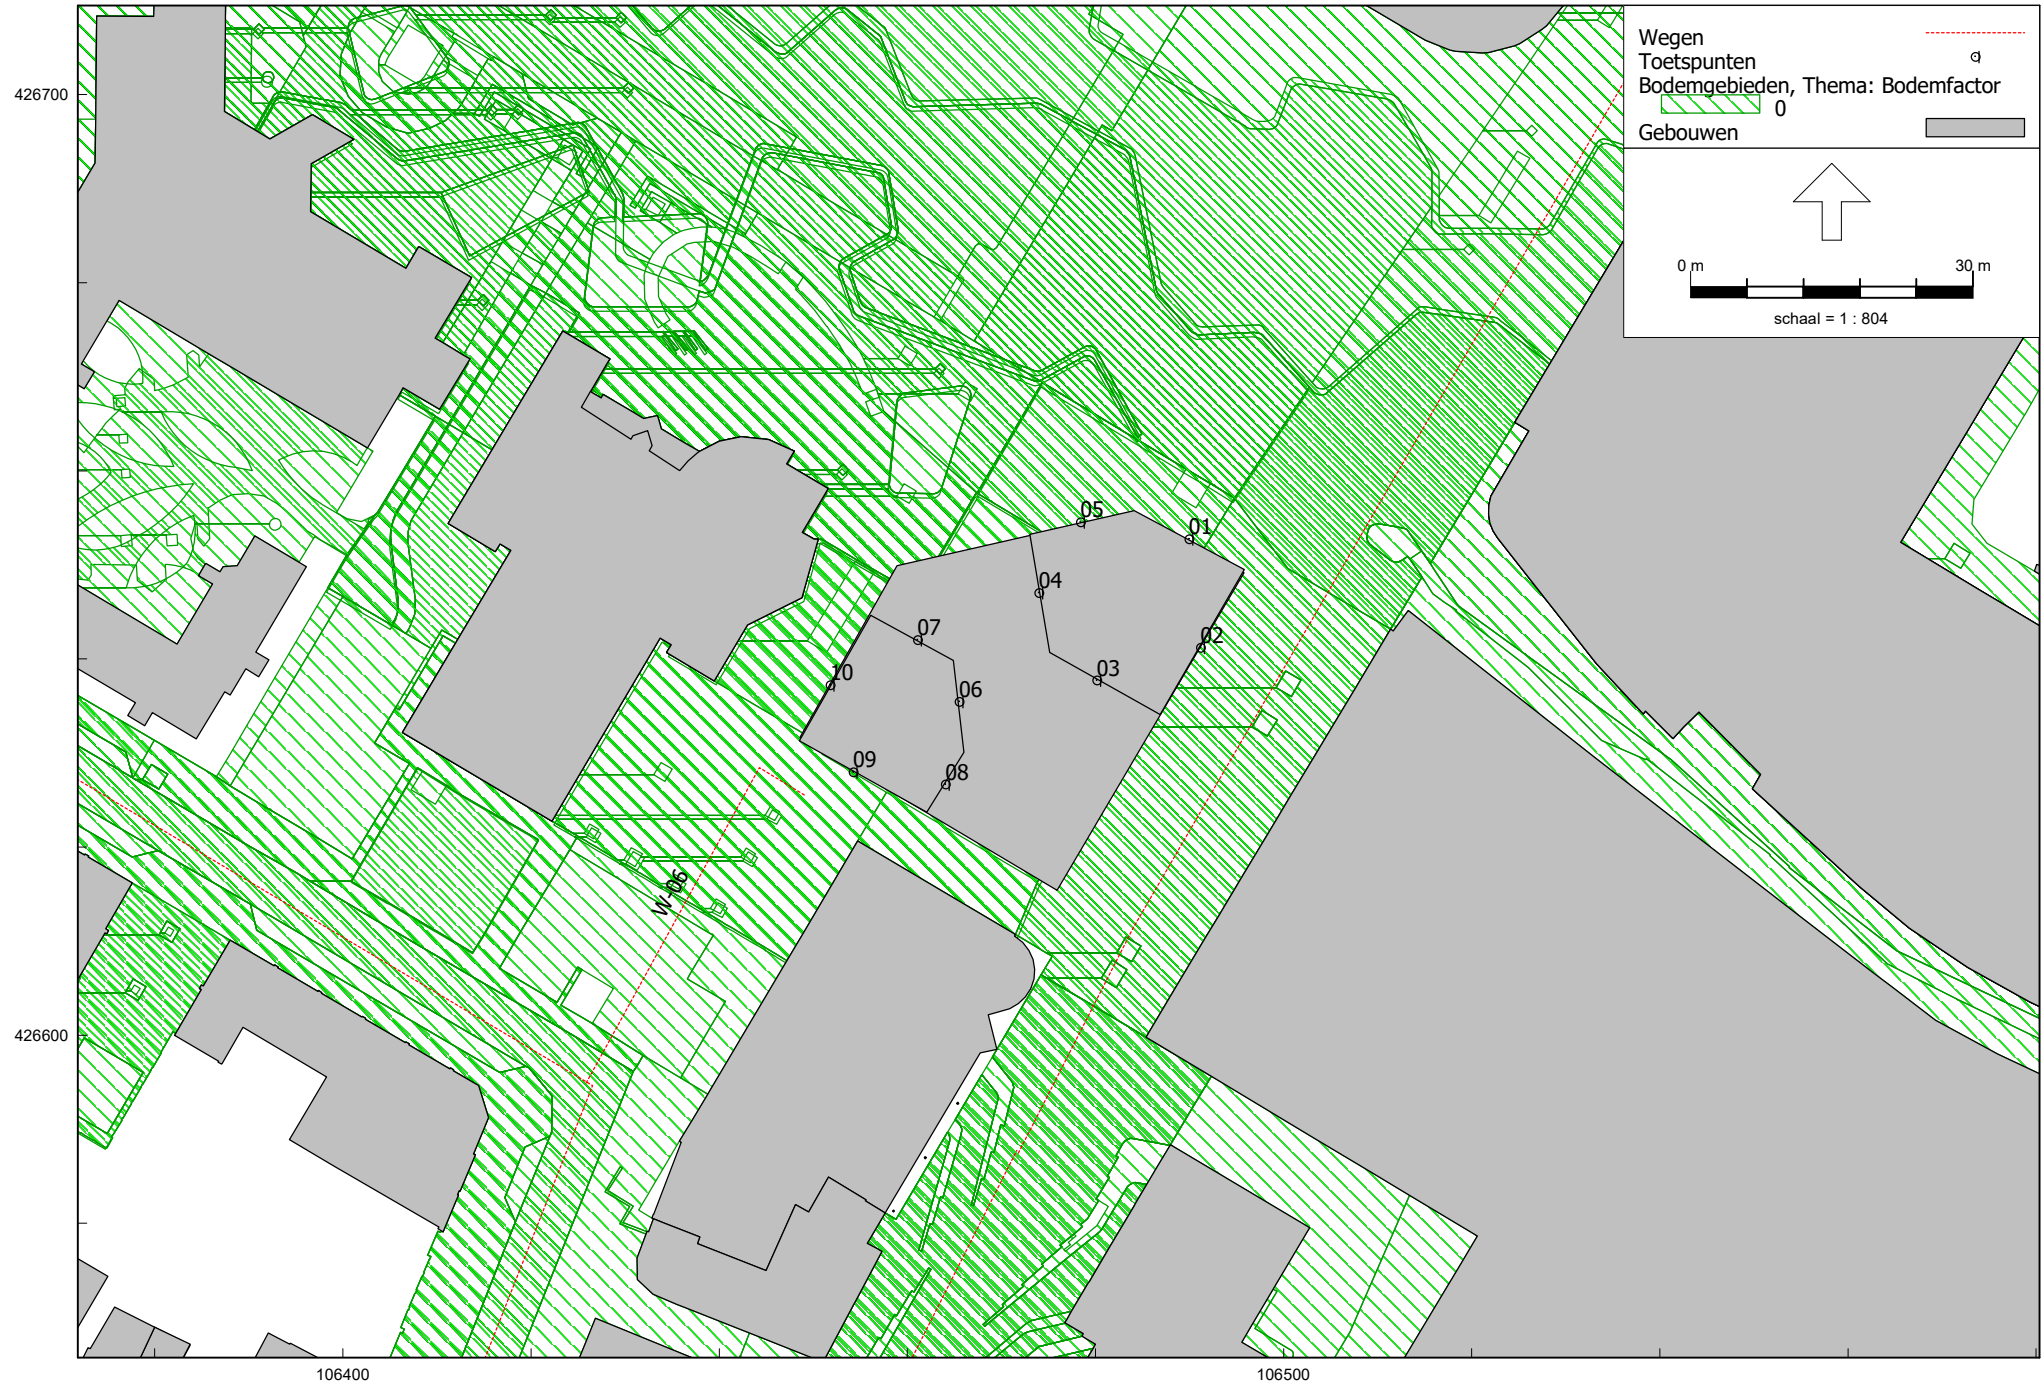 Wegen
Toetspunten
Bodemgebieden, Thema: Bodemfactor
0
Gebouwen
0 m 30 m
schaal = 1 : 804
426700
05
01
04
07
02
03
10
06
09
08
W-06
426600
106400
106500